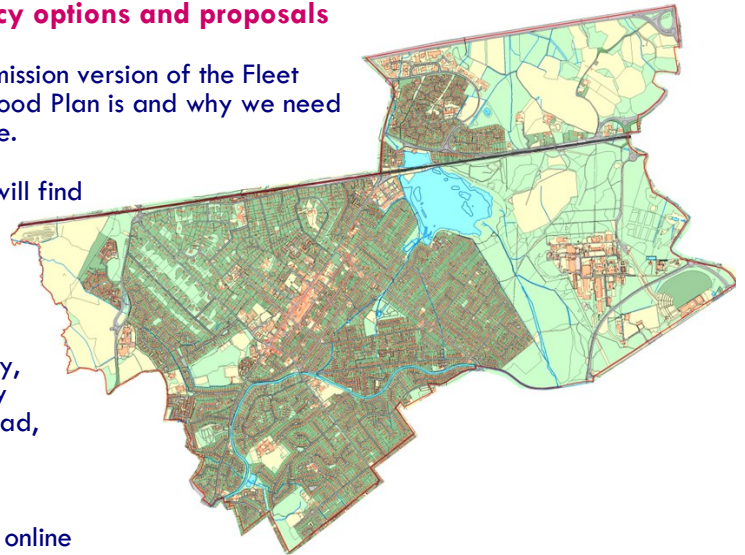 cy options and proposals
mission version of the Fleet
ood Plan is and why we need
e.
will find
y,
y
ad,
online